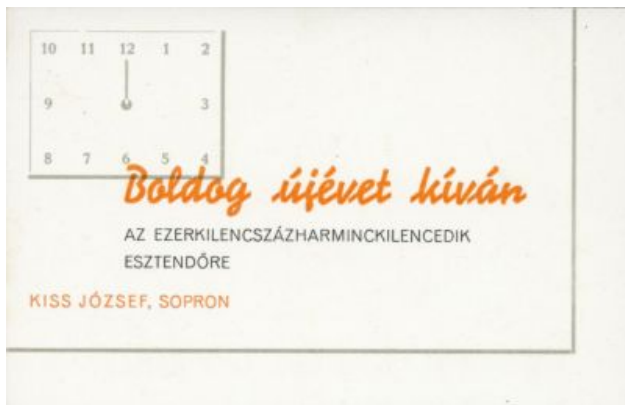 10 11 12 1 2
9 3
8 7 6 5 4
Boldog újévet kíván
AZ EZERKILENCSZÁZHARMINCKILENCEDIK
ESZTENDŐRE
KISS JÓZSEF, SOPRON